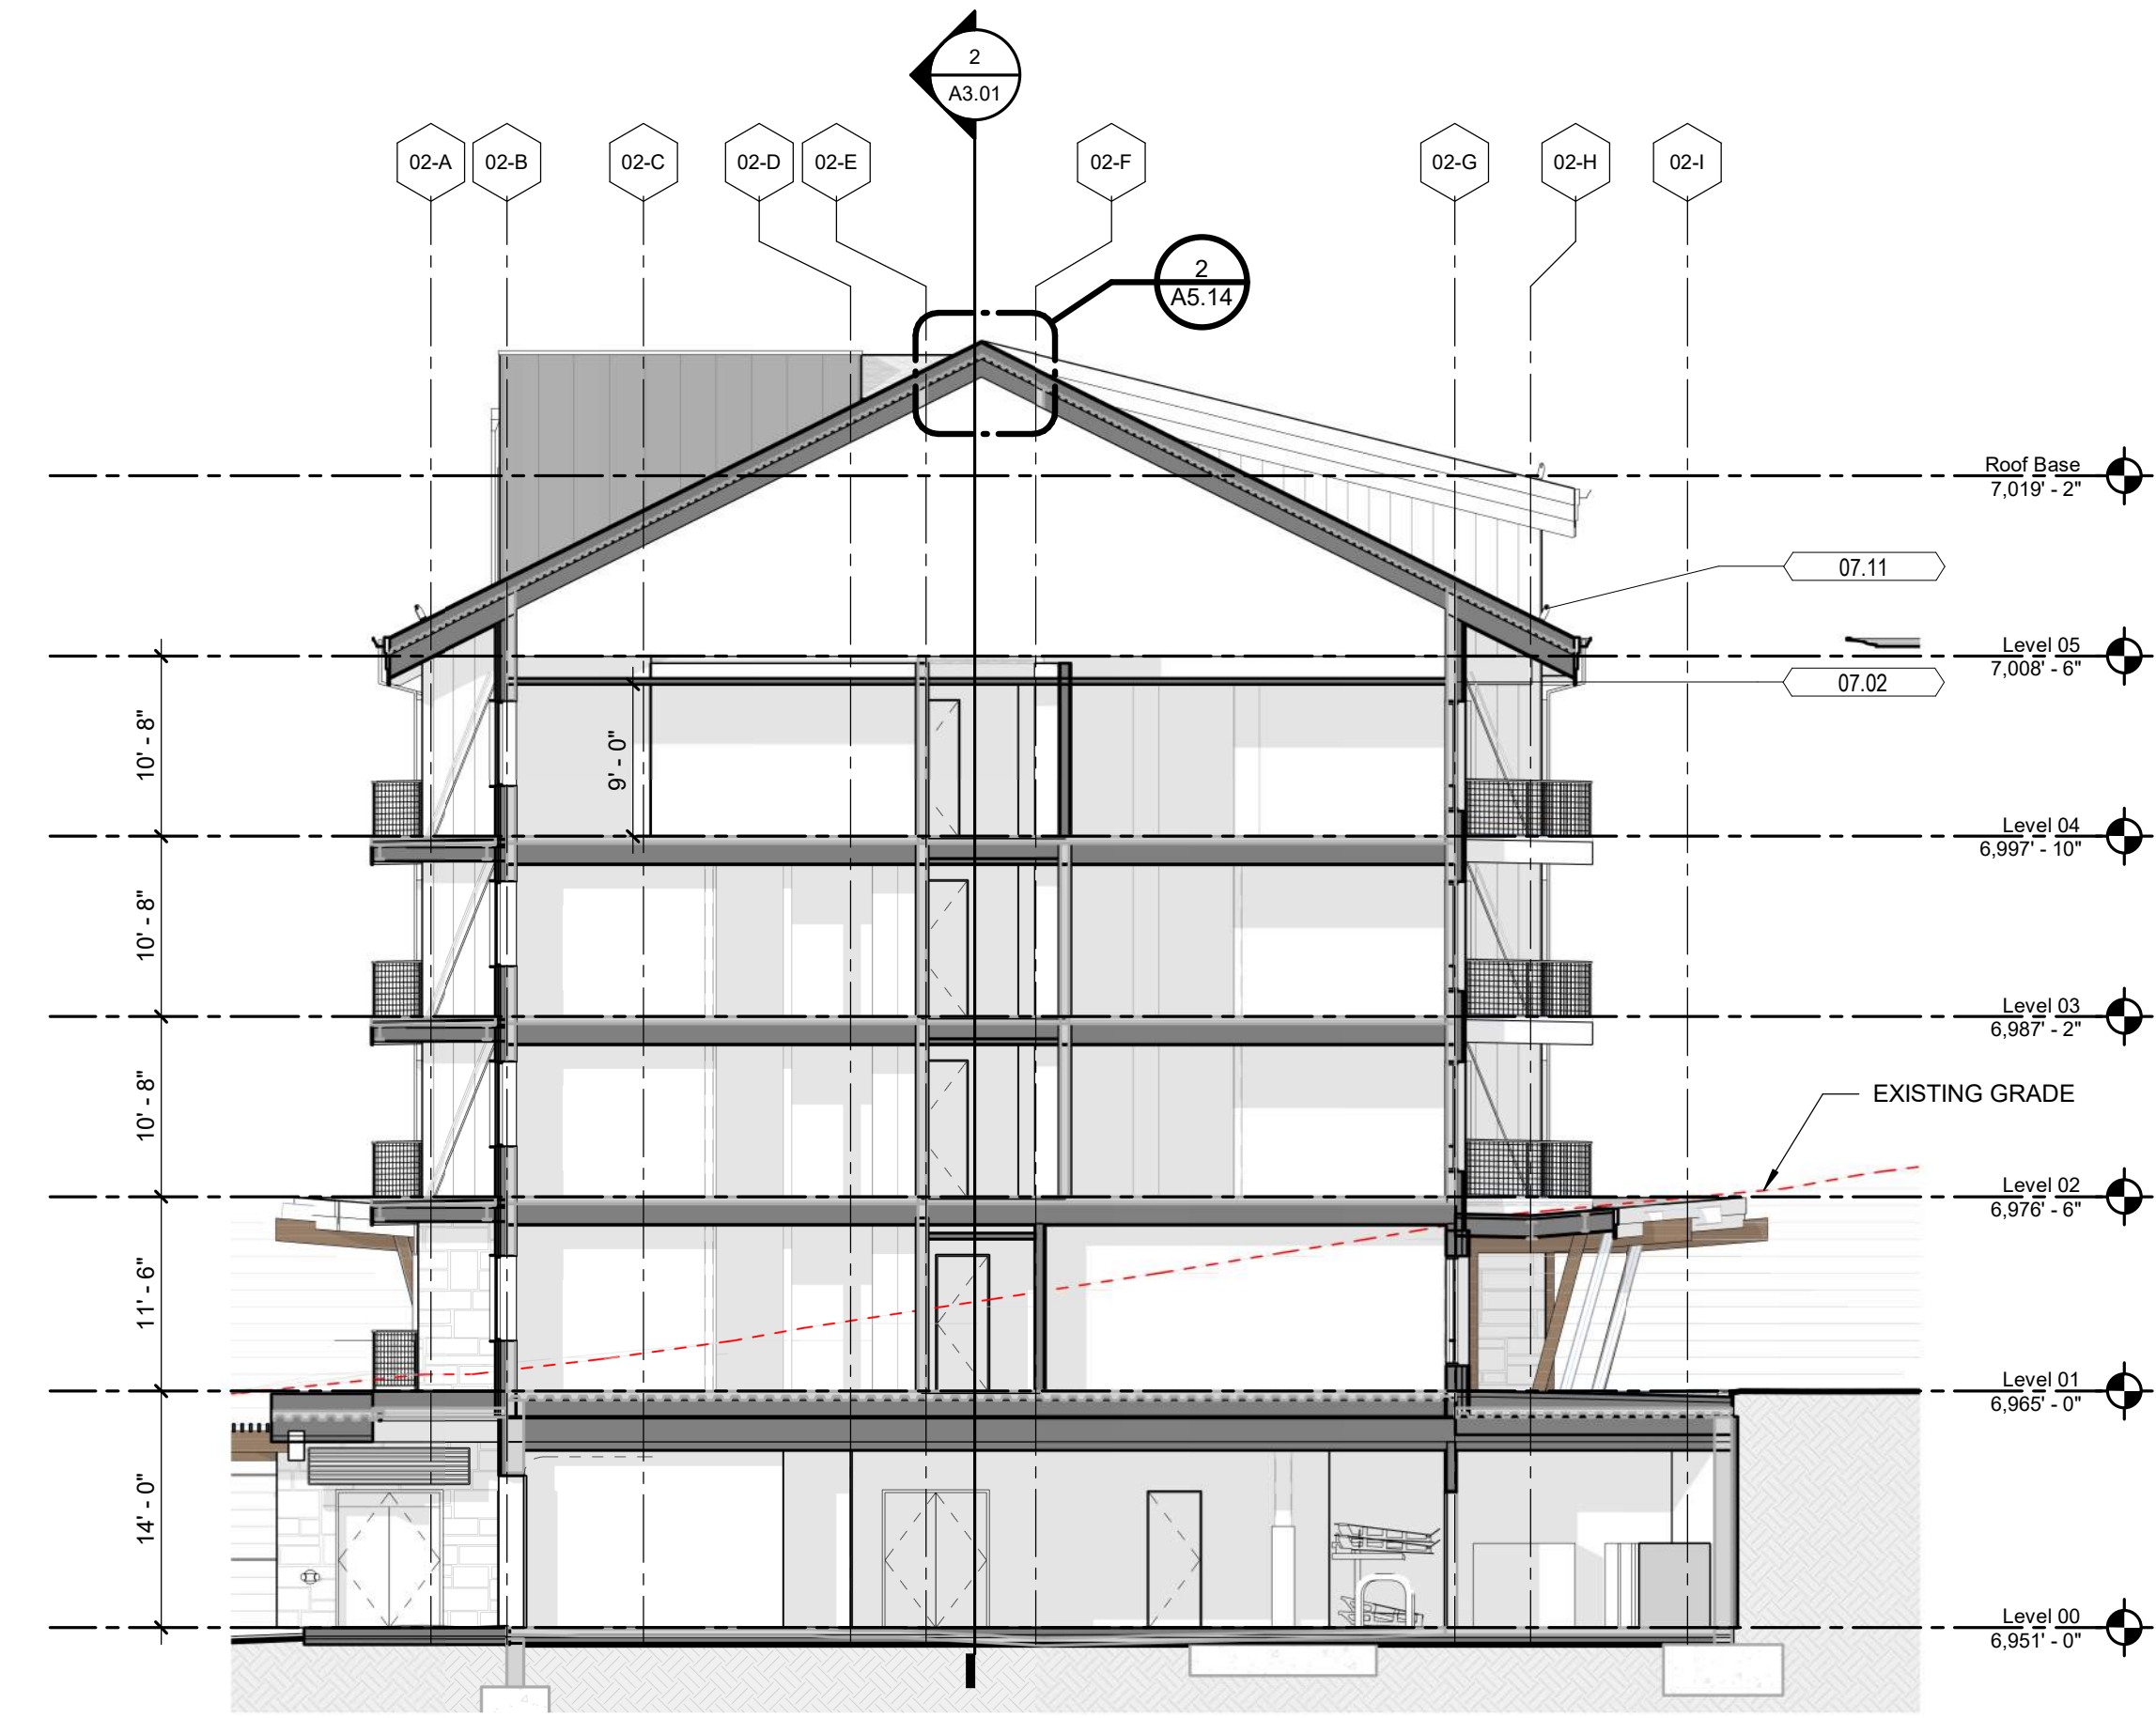 2
A3.01
02-A
02-B
02-C
02-D
02-E
02-F
02-G
02-H
02-I
2
A5.14
Roof Base
7,019' - 2"
07.11
Level 05
7,008' - 6"
07.02
10' - 8"
9' - 0"
Level 04
6,997' - 10"
10' - 8"
Level 03
6,987' - 2"
EXISTING GRADE
10' - 8"
Level 02
6,976' - 6"
11' - 6"
Level 01
6,965' - 0"
14' - 0"
Level 00
6,951' - 0"